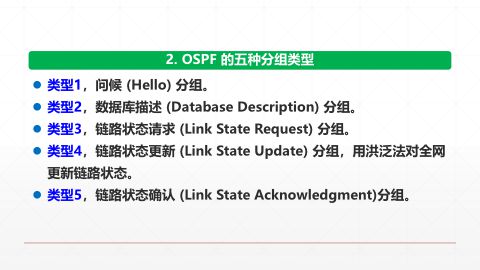 2. OSPF 的五种分组类型
类型1，问候 (Hello) 分组。
类型2，数据库描述 (Database Description) 分组。
类型3，链路状态请求 (Link State Request) 分组。
类型4，链路状态更新 (Link State Update) 分组，用洪泛法对全网
更新链路状态。
类型5，链路状态确认 (Link State Acknowledgment)分组。